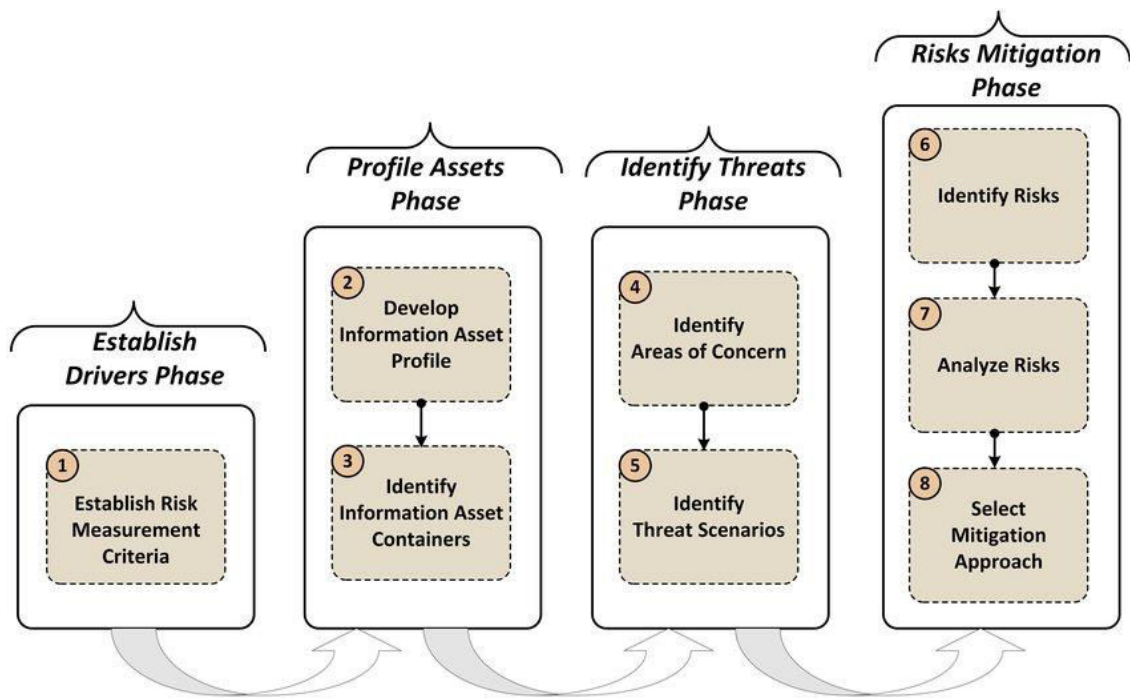 Establish
Drivers Phase
1
Establish Risk
Measurement
Criteria
Profile Assets
Phase
2
Develop
Information Asset
Profile
3
Identify
Information Asset
Containers
Identify Threats
Phase
4
Identify
Areas of Concern
5
Identify
Threat Scenarios
Risks Mitigation
Phase
6
Identify Risks
7
Analyze Risks
8
Select
Mitigation
Approach